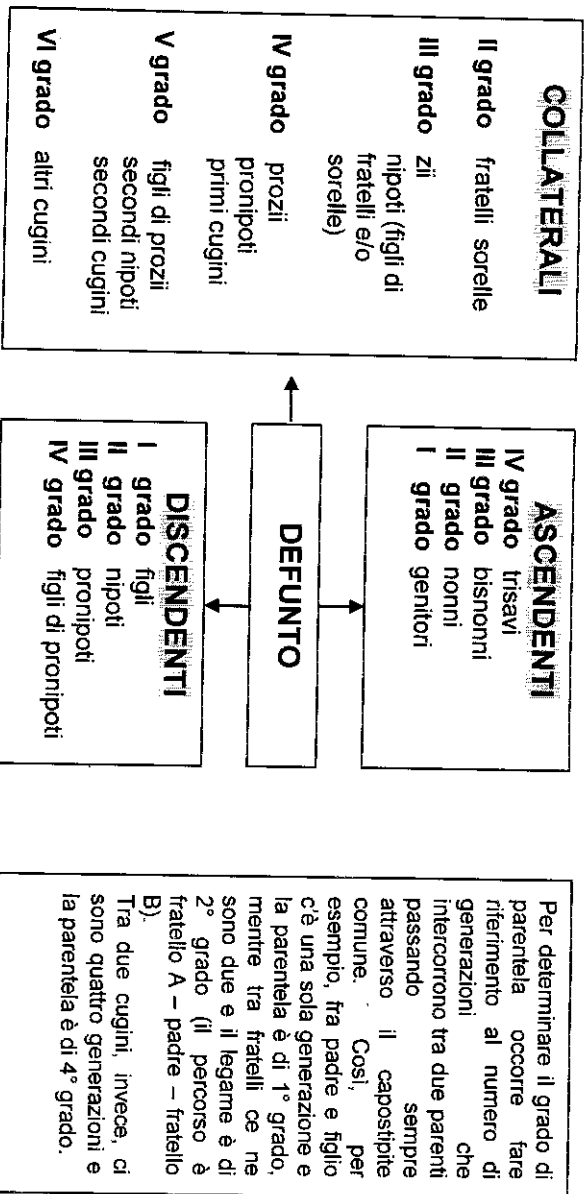 COLLATERALI
II grado fratelli sorelle
III grado zii
nipoti (figli di
fratelli e/o
sorelle)
IV grado prozii
pronipoti
primi cugini
V grado figli di prozii
secondi nipoti
secondi cugini
VI grado altri cugini
ASCENDENTI
IV grado trisavi
III grado bisnonni
II grado nonni
I grado genitori
DEFUNTO
DISCENDENTI
I grado figli
II grado nipoti
III grado pronipoti
IV grado figli di pronipoti
Per determinare il grado di
parentela occorre fare
riferimento al numero di
generazioni che
intercorrono tra due parenti
passando sempre
attraverso il capostipite
comune. Così, per
esempio, fra padre e figlio
c'è una sola generazione e
la parentela è di 1° grado,
mentre tra fratelli ce ne
sono due e il legame è di
2° grado (il percorso è
fratello A – padre – fratello
B).
Tra due cugini, invece, ci
sono quattro generazioni e
la parentela è di 4° grado.